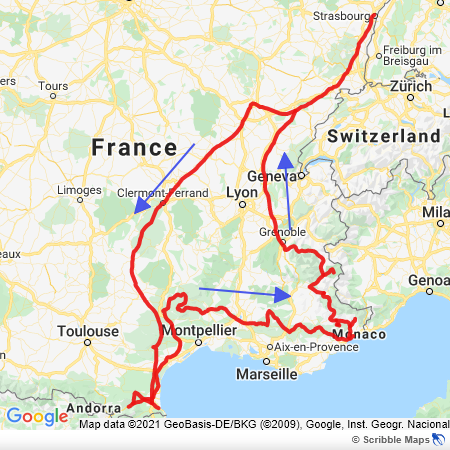 Strasbourge
Freiburg im
Breisgau
Tours
Zürich
France
Switzerland
Geneva
Limoges
Clermont-Ferrand
Lyon
Mila
Grenoble
eaux
Genoa
Toulouse
Montpellier
Monaco
Aix-en-Provence
Marseille
Andorra
Google
Map data ©2021 GeoBasis-DE/BKG (©2009), Google, Inst. Geogr. Nacional
© Scribble Maps